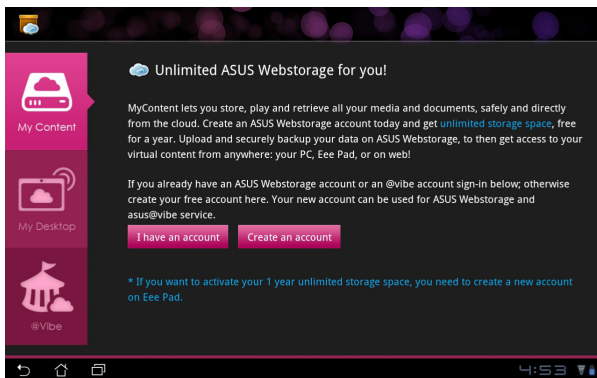 Unlimited ASUS Webstorage for you!
My Content
MyContent lets you store, play and retrieve all your media and documents, safely and directly
from the cloud. Create an ASUS Webstorage account today and get unlimited storage space, free
for a year. Upload and securely backup your data on ASUS Webstorage, to then get access to your
virtual content from anywhere: your PC, Eee Pad, or on web!
My Desktop
If you already have an ASUS Webstorage account or an @vibe account sign-in below; otherwise
create your free account here. Your new account can be used for ASUS Webstorage and
asus@vibe service.
I have an account Create an account
@Vibe
* If you want to activate your 1 year unlimited storage space, you need to create a new account
on Eee Pad.
4:53